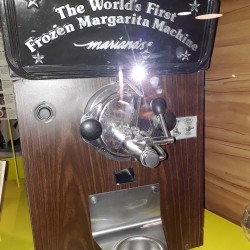 The World's First
Frozen Margarita Machine
mariano's